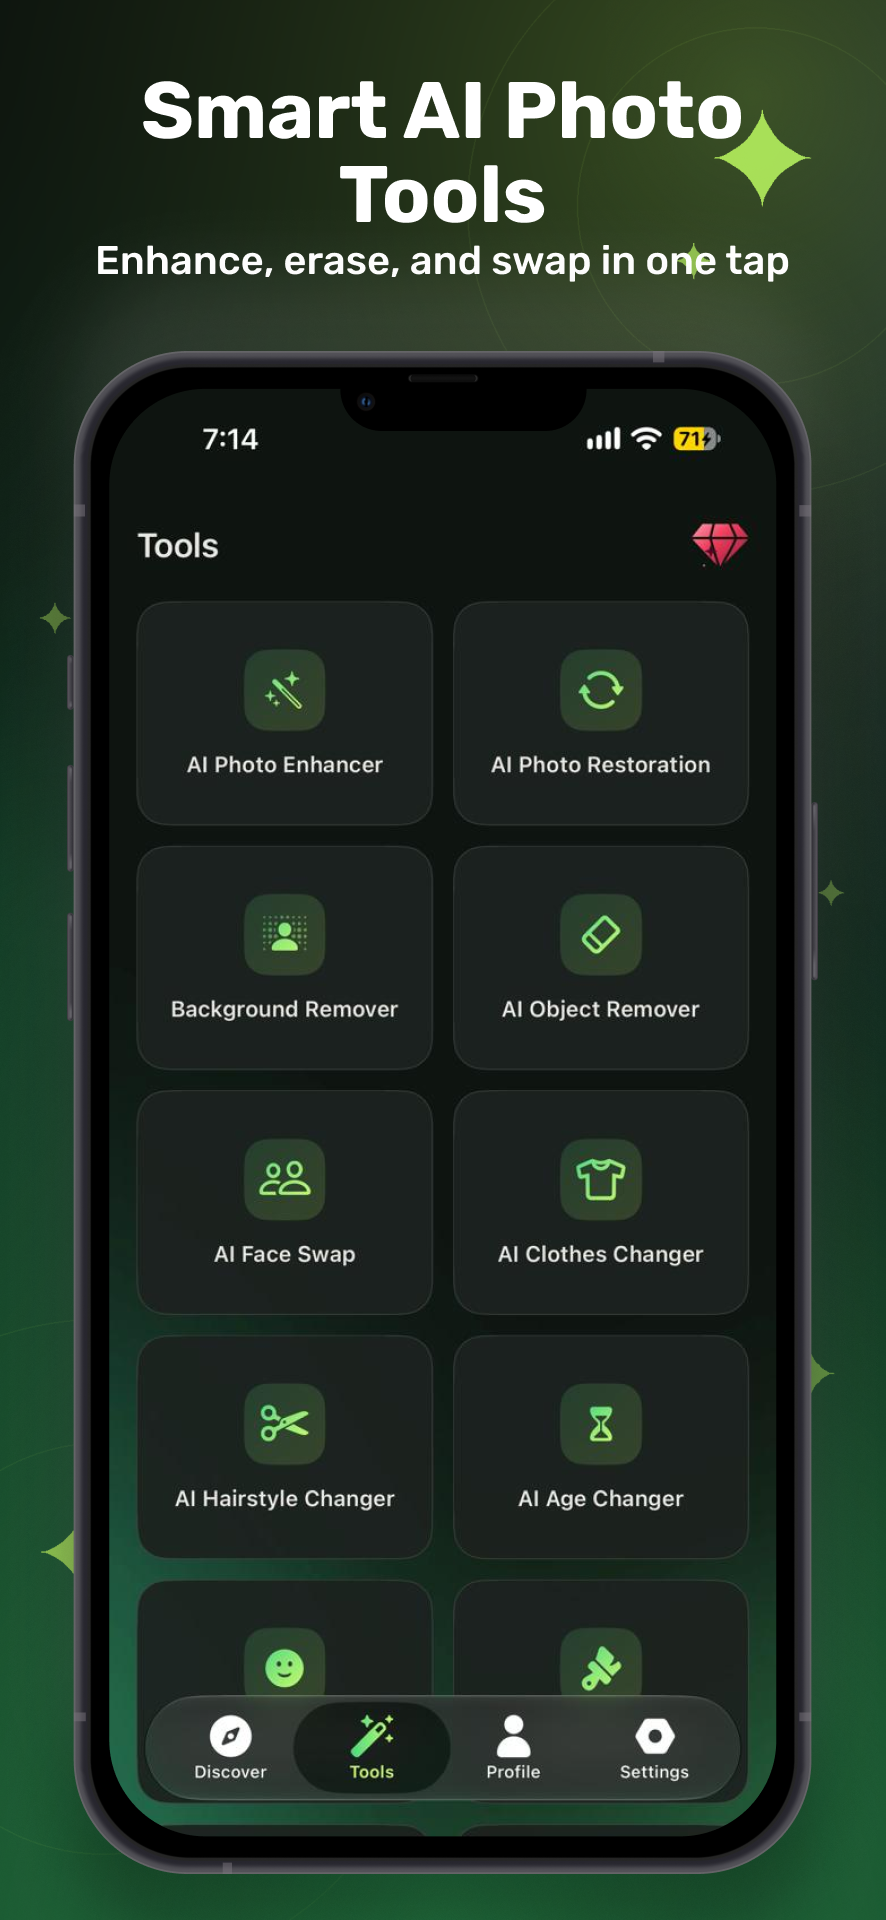 Smart AI Photo
Tools
Enhance, erase, and swap in one tap
7:14
71
Tools
AI Photo Enhancer
AI Photo Restoration
Background Remover
AI Object Remover
AI Face Swap
AI Clothes Changer
AI Hairstyle Changer
AI Age Changer
Discover
Tools
Profile
Settings